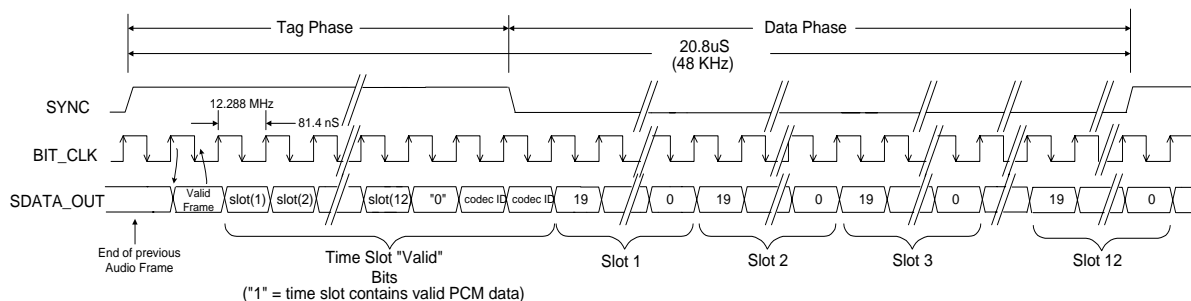 Tag Phase
Data Phase
20.8uS
(48 KHz)
SYNC
12.288 MHz
81.4 nS
BIT_CLK
SDATA_OUT
Valid
Frame
slot(1)
slot(2)
slot(12)
"0"
codec ID
codec ID
19
0
19
0
19
0
19
0
End of previous
Audio Frame
Time Slot "Valid"
Bits
("1" = time slot contains valid PCM data)
Slot 1
Slot 2
Slot 3
Slot 12